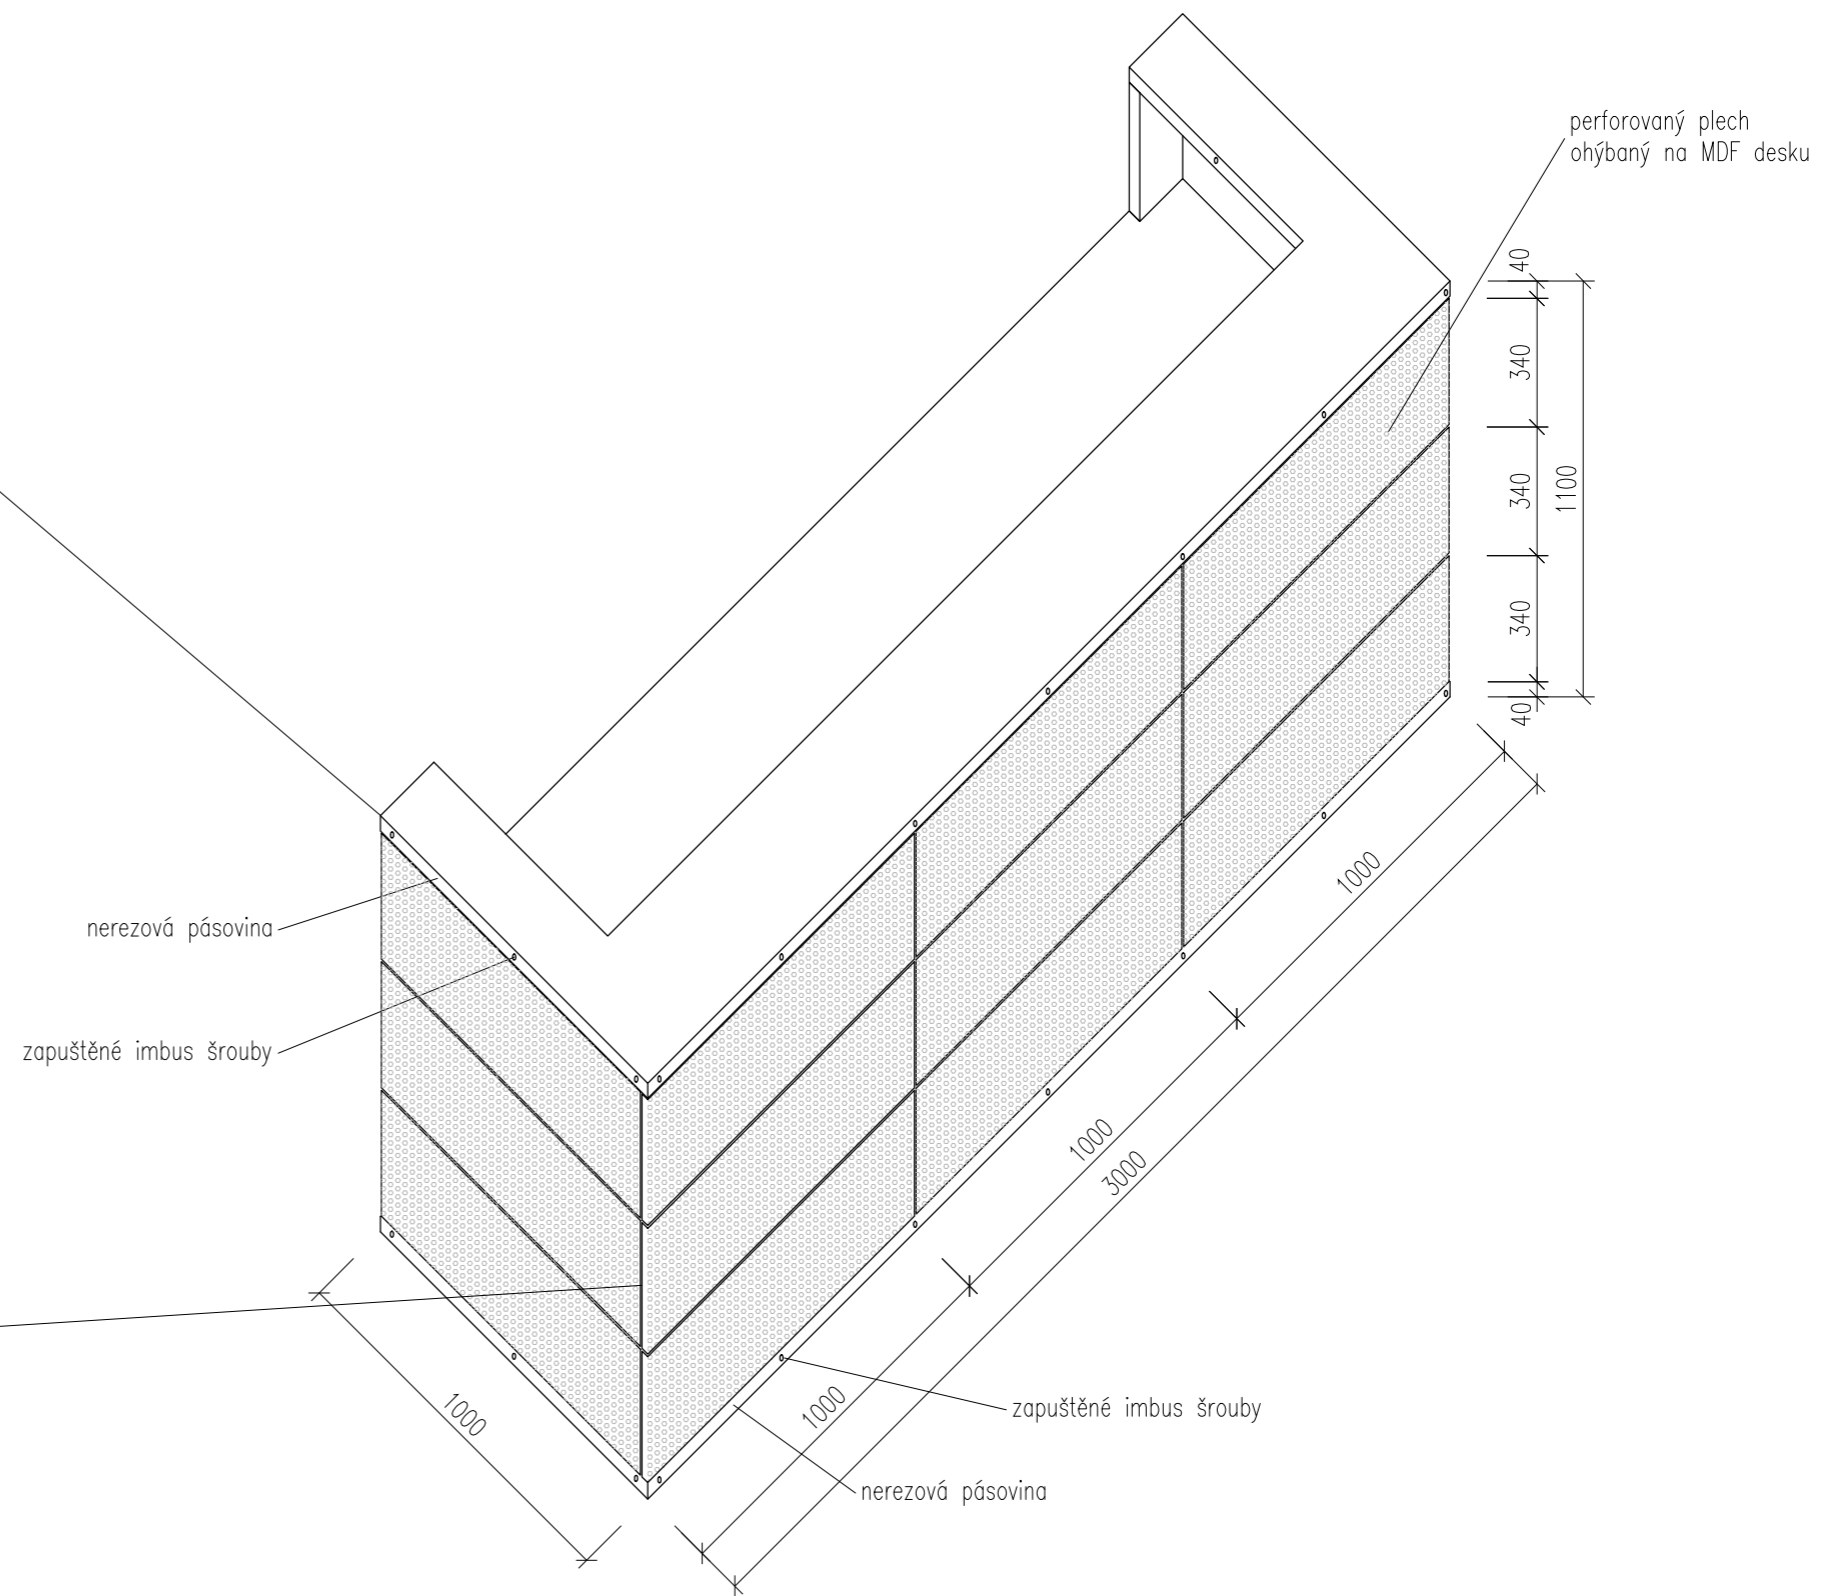 perforovaný plech
ohýbaný na MDF desku
40
340
340
1100
340
40
nerezová pásovina
zapuštěné imbus šrouby
1000
1000
3000
1000
1000
zapuštěné imbus šrouby
nerezová pásovina